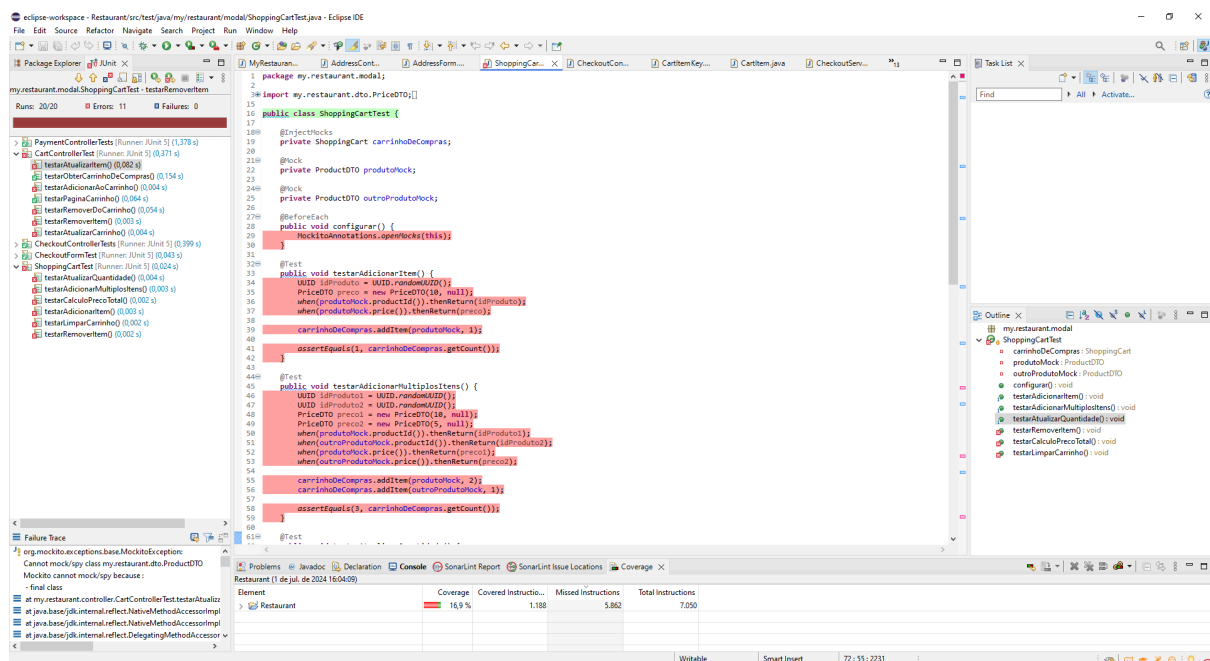 eclipse-workspace - Restaurant/src/test/java/my/restaurant/modal/ShoppingCartTest.java - Eclipse IDE
File Edit Source Refactor Navigate Search Project Run Window Help
Package Explorer JUnit
my.restaurant.modal.ShoppingCartTest - testarRemoverItem
Runs: 20/20 Errors: 11 Failures: 0
PaymentControllerTests [Runner: JUnit 5] (1,378 s)
CartControllerTest [Runner: JUnit 5] (0,371 s)
testarAtualizarItem() (0,082 s)
testarObterCarrinhoDeCompras() (0,154 s)
testarAdicionarAoCarrinho() (0,004 s)
testarPaginaCarrinho() (0,064 s)
testarRemoverDoCarrinho() (0,054 s)
testarRemoverItem() (0,003 s)
testarAtualizarCarrinho() (0,004 s)
CheckoutControllerTests [Runner: JUnit 5] (0,399 s)
CheckoutFormTest [Runner: JUnit 5] (0,043 s)
ShoppingCartTest [Runner: JUnit 5] (0,024 s)
testarAtualizarQuantidade() (0,004 s)
testarAdicionarMultiplosItens() (0,003 s)
testarCalculoPrecoTotal() (0,002 s)
testarAdicionarItem() (0,003 s)
testarLimparCarrinho() (0,002 s)
testarRemoverItem() (0,002 s)
Failure Trace
org.mockito.exceptions.base.MockitoException:
Cannot mock/spy class my.restaurant.dto.ProductDTO
Mockito cannot mock/spy because :
- final class
at my.restaurant.controller.CartControllerTest.testarAtualiza
at java.base/jdk.internal.reflect.NativeMethodAccessorImpl
at java.base/jdk.internal.reflect.NativeMethodAccessorImpl
at java.base/jdk.internal.reflect.DelegatingMethodAccessor
MyRestauran... AddressCont... AddressForm.... ShoppingCar... CheckoutCon... CartItemKey.... CartItem.java CheckoutServ... »13
1 package my.restaurant.modal;
2
3 import my.restaurant.dto.PriceDTO;
16 public class ShoppingCartTest {
17
18 @InjectMocks
19 private ShoppingCart carrinhoDeCompras;
20
21 @Mock
22 private ProductDTO produtoMock;
23
24 @Mock
25 private ProductDTO outroProdutoMock;
26
27 @BeforeEach
28 public void configurar() {
29 MockitoAnnotations.openMocks(this);
30 }
31
32 @Test
33 public void testarAdicionarItem() {
34 UUID idProduto = UUID.randomUUID();
35 PriceDTO preco = new PriceDTO(10, null);
36 when(produtoMock.productId()).thenReturn(idProduto);
37 when(produtoMock.price()).thenReturn(preco);
38
39 carrinhoDeCompras.addItem(produtoMock, 1);
40
41 assertEquals(1, carrinhoDeCompras.getCount());
42 }
43
44 @Test
45 public void testarAdicionarMultiplosItens() {
46 UUID idProduto1 = UUID.randomUUID();
47 UUID idProduto2 = UUID.randomUUID();
48 PriceDTO preco1 = new PriceDTO(10, null);
49 PriceDTO preco2 = new PriceDTO(5, null);
50 when(produtoMock.productId()).thenReturn(idProduto1);
51 when(outroProdutoMock.productId()).thenReturn(idProduto2);
52 when(produtoMock.price()).thenReturn(preco1);
53 when(outroProdutoMock.price()).thenReturn(preco2);
54
55 carrinhoDeCompras.addItem(produtoMock, 2);
56 carrinhoDeCompras.addItem(outroProdutoMock, 1);
57
58 assertEquals(3, carrinhoDeCompras.getCount());
59 }
60
61 @Test
Problems Javadoc Declaration Console SonarLint Report SonarLint Issue Locations Coverage
Restaurant (1 de jul. de 2024 16:04:09)
Element Coverage Covered Instructio... Missed Instructions Total Instructions
Restaurant 16,9 % 1.188 5.862 7.050
Task List
Find All Activate...
Outline
my.restaurant.modal
ShoppingCartTest
carrinhoDeCompras : ShoppingCart
produtoMock : ProductDTO
outroProdutoMock : ProductDTO
configurar() : void
testarAdicionarItem() : void
testarAdicionarMultiplosItens() : void
testarAtualizarQuantidade() : void
testarRemoverItem() : void
testarCalculoPrecoTotal() : void
testarLimparCarrinho() : void
Writable Smart Insert 72 : 55 : 2231